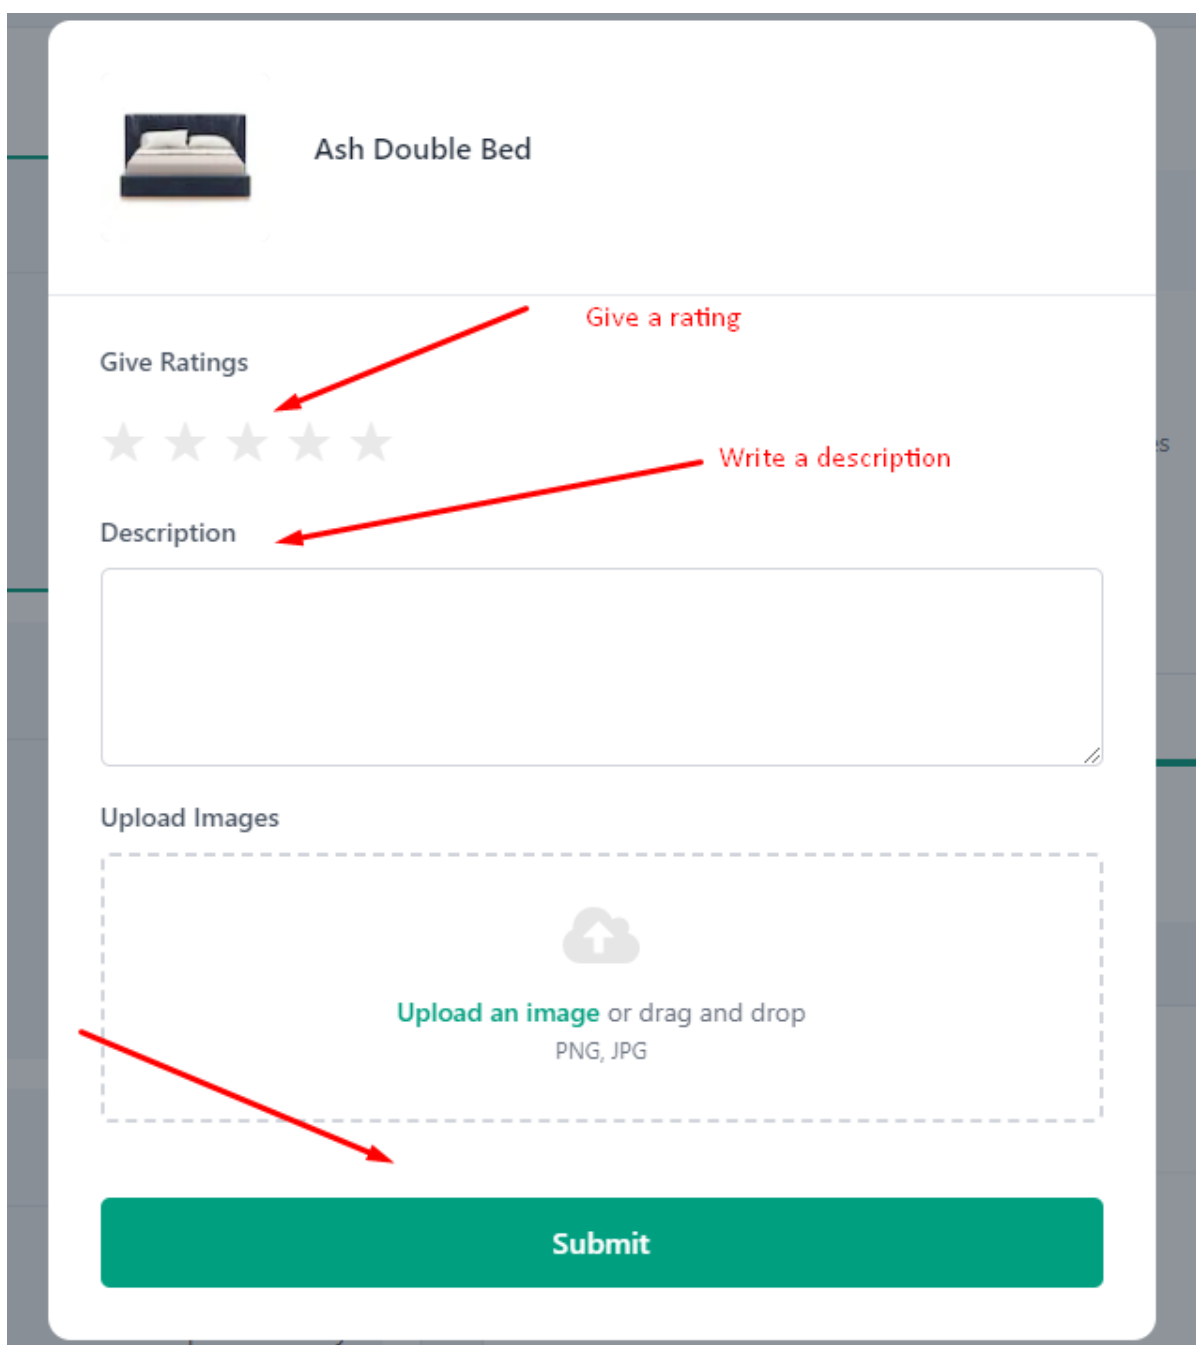 Ash Double Bed
Give a rating
Give Ratings
Write a description
Description
Upload Images
Upload an image or drag and drop
PNG, JPG
Submit